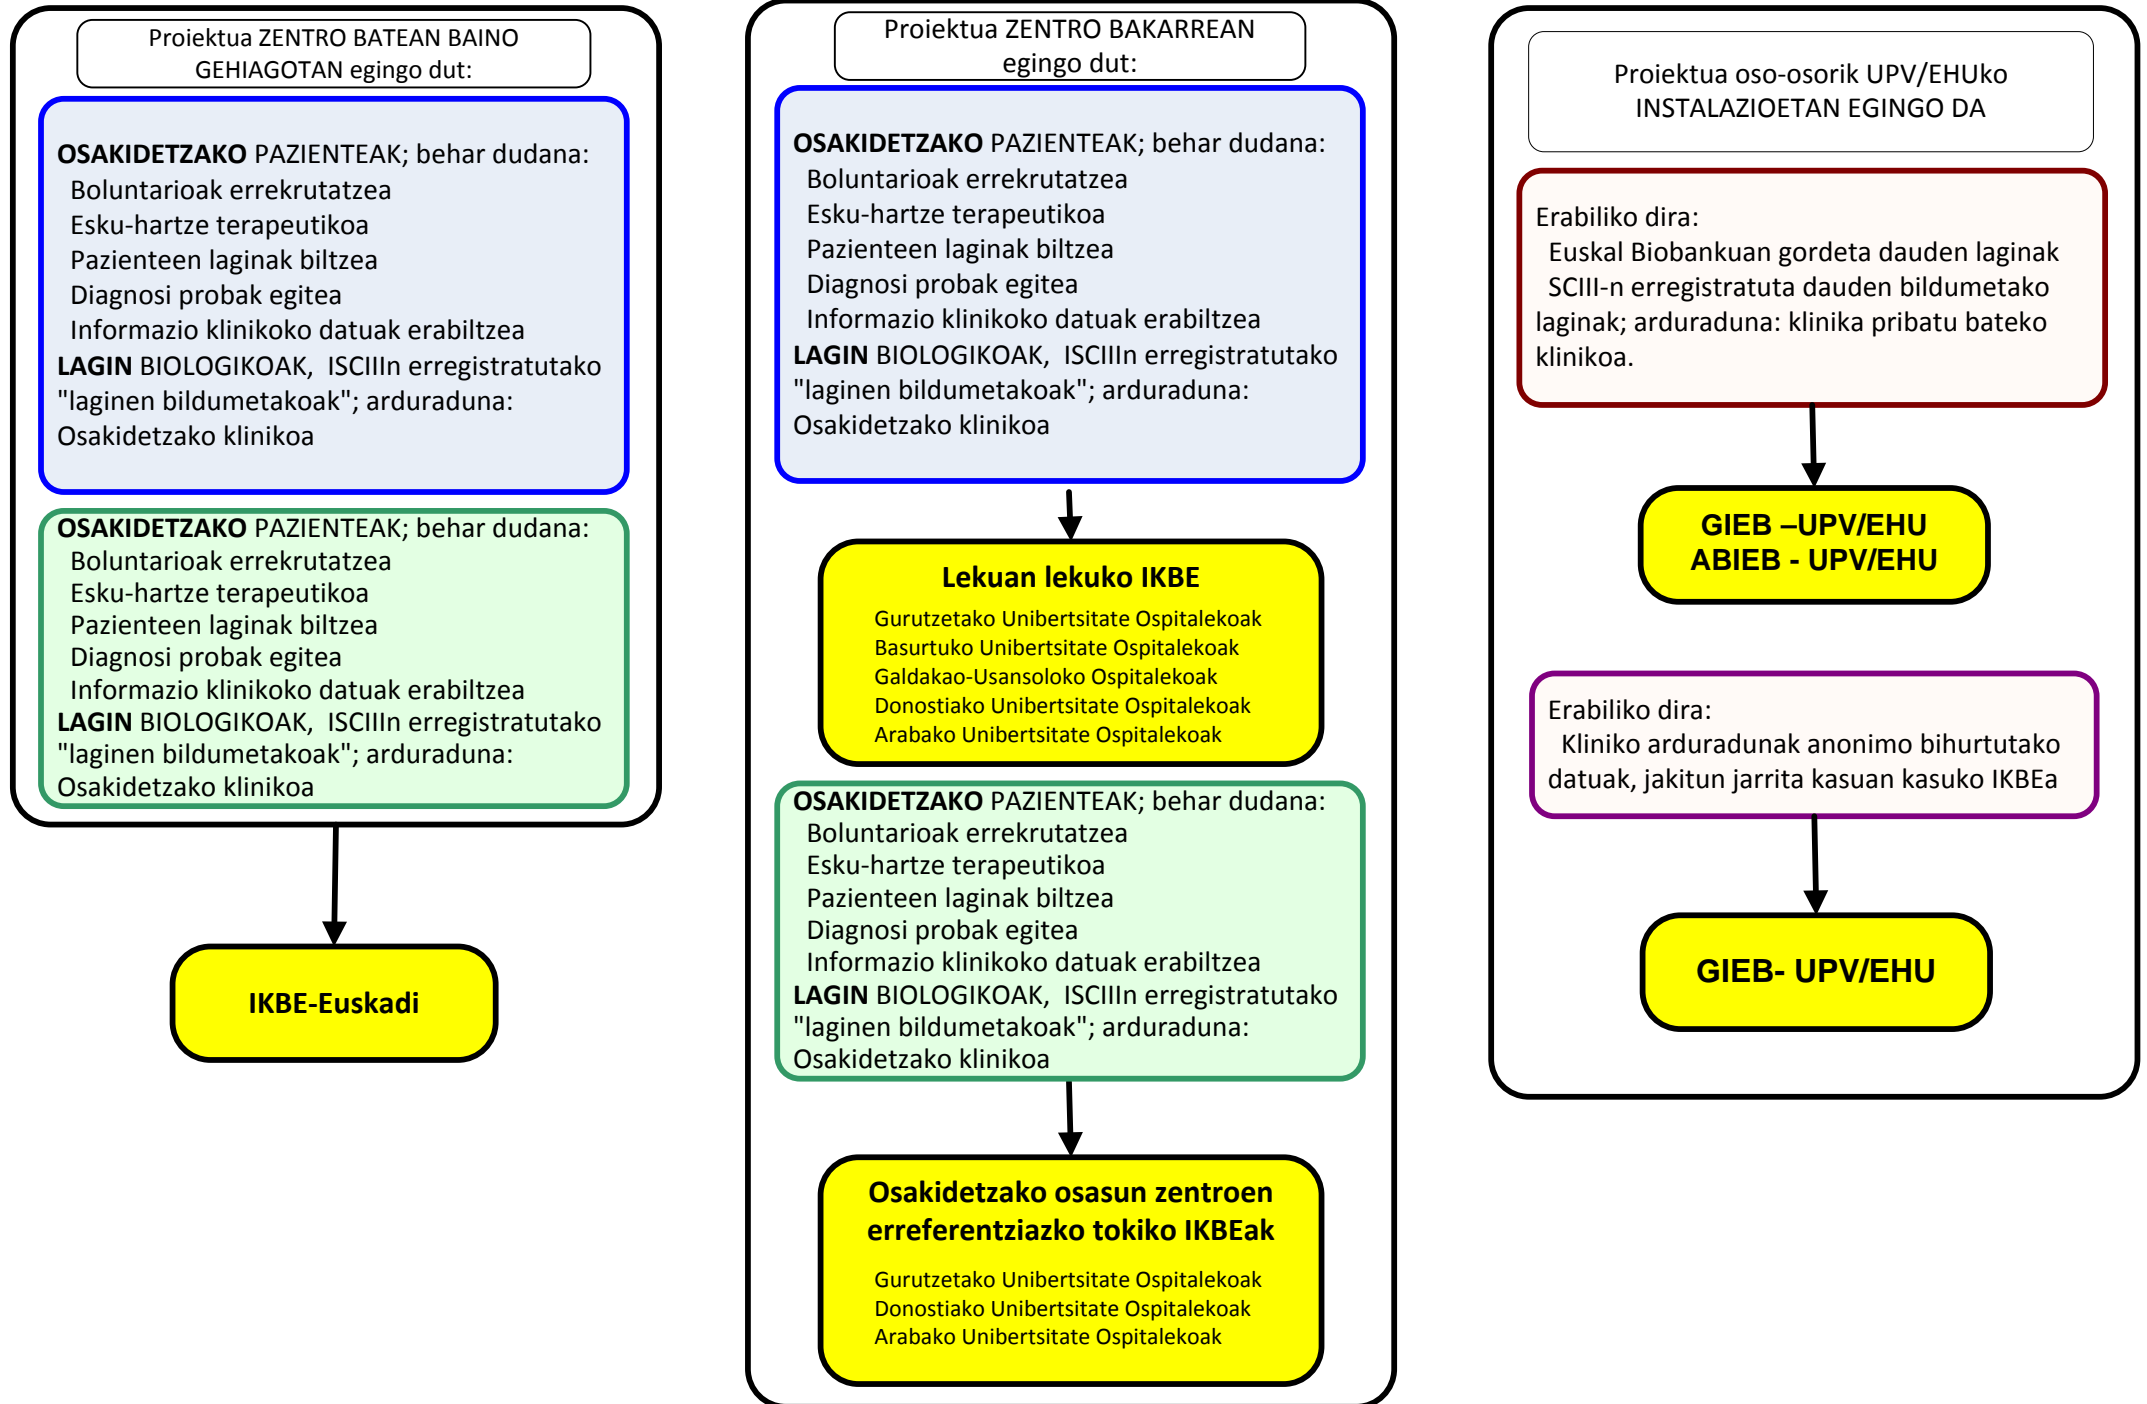 Proiektua ZENTRO BATEAN BAINO
GEHIAGOTAN egingo dut:
OSAKIDETZAKO PAZIENTEAK; behar dudana:
Boluntarioak errekrutatzea
Esku-hartze terapeutikoa
Pazienteen laginak biltzea
Diagnosi probak egitea
Informazio klinikoko datuak erabiltzea
LAGIN BIOLOGIKOAK, ISCIIIn erregistratutako
"laginen bildumetakoak"; arduraduna:
Osakidetzako klinikoa
OSAKIDETZAKO PAZIENTEAK; behar dudana:
Boluntarioak errekrutatzea
Esku-hartze terapeutikoa
Pazienteen laginak biltzea
Diagnosi probak egitea
Informazio klinikoko datuak erabiltzea
LAGIN BIOLOGIKOAK, ISCIIIn erregistratutako
"laginen bildumetakoak"; arduraduna:
Osakidetzako klinikoa
IKBE-Euskadi
Proiektua ZENTRO BAKARREAN
egingo dut:
OSAKIDETZAKO PAZIENTEAK; behar dudana:
Boluntarioak errekrutatzea
Esku-hartze terapeutikoa
Pazienteen laginak biltzea
Diagnosi probak egitea
Informazio klinikoko datuak erabiltzea
LAGIN BIOLOGIKOAK, ISCIIIn erregistratutako
"laginen bildumetakoak"; arduraduna:
Osakidetzako klinikoa
Lekuan lekuko IKBE
Gurutzetako Unibertsitate Ospitalekoak
Basurtuko Unibertsitate Ospitalekoak
Galdakao-Usansoloko Ospitalekoak
Donostiako Unibertsitate Ospitalekoak
Arabako Unibertsitate Ospitalekoak
OSAKIDETZAKO PAZIENTEAK; behar dudana:
Boluntarioak errekrutatzea
Esku-hartze terapeutikoa
Pazienteen laginak biltzea
Diagnosi probak egitea
Informazio klinikoko datuak erabiltzea
LAGIN BIOLOGIKOAK, ISCIIIn erregistratutako
"laginen bildumetakoak"; arduraduna:
Osakidetzako klinikoa
Osakidetzako osasun zentroen
erreferentziazko tokiko IKBEak
Gurutzetako Unibertsitate Ospitalekoak
Donostiako Unibertsitate Ospitalekoak
Arabako Unibertsitate Ospitalekoak
Proiektua oso-osorik UPV/EHUko
INSTALAZIOETAN EGINGO DA
Erabiliko dira:
Euskal Biobankuan gordeta dauden laginak
SCIII-n erregistratuta dauden bildumetako
laginak; arduraduna: klinika pribatu bateko
klinikoa.
GIEB –UPV/EHU
ABIEB - UPV/EHU
Erabiliko dira:
Kliniko arduradunak anonimo bihurtutako
datuak, jakitun jarrita kasuan kasuko IKBEa
GIEB- UPV/EHU